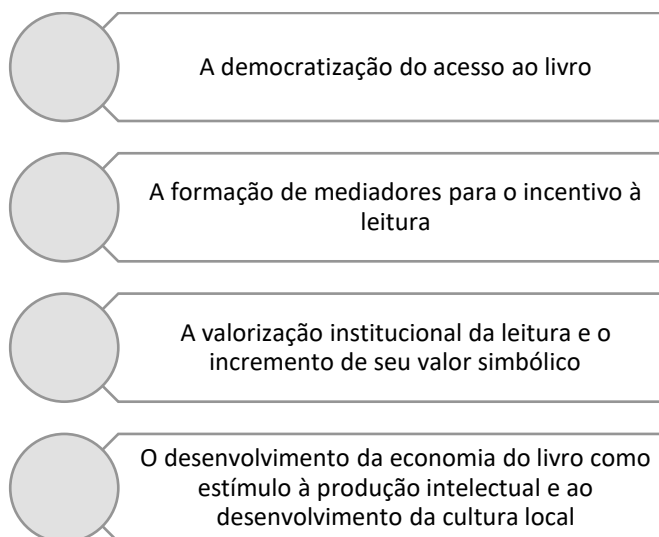 A democratização do acesso ao livro
A formação de mediadores para o incentivo à
leitura
A valorização institucional da leitura e o
incremento de seu valor simbólico
O desenvolvimento da economia do livro como
estímulo à produção intelectual e ao
desenvolvimento da cultura local